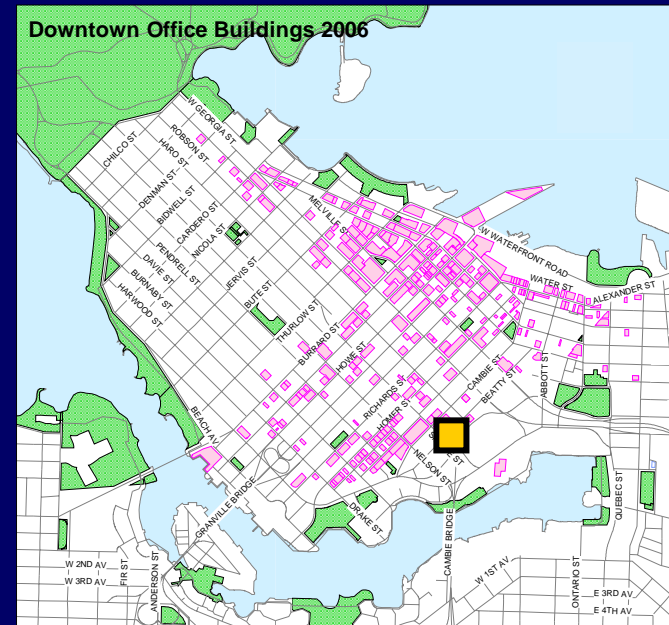 Downtown Office Buildings 2006
W GEORGIA ST
ROBSON ST
HARO ST
CHILCO ST
DENMAN ST
BIDWELL ST
CARDERO ST
NICOLA ST
PENDRELL ST
DAVIE ST
BURNABY ST
HARWOOD ST
JERVIS ST
BUTE ST
MELVILLE ST
THURLOW ST
BURRARD ST
HOWE ST
RICHARDS ST
HOMER ST
W WATERFRONT ROAD
WATER ST
ALEXANDER ST
CAMBIE ST
BEATTY ST
ABBOTT ST
BEACH AV
GRANVILLE BRIDGE
DRAKE ST
NELSON ST
ST
CAMBIE BRIDGE
QUEBEC ST
ONTARIO ST
W 1ST AV
W 2ND AV
W 3RD AV
FIR ST
ANDERSON ST
E 3RD AV
E 4TH AV